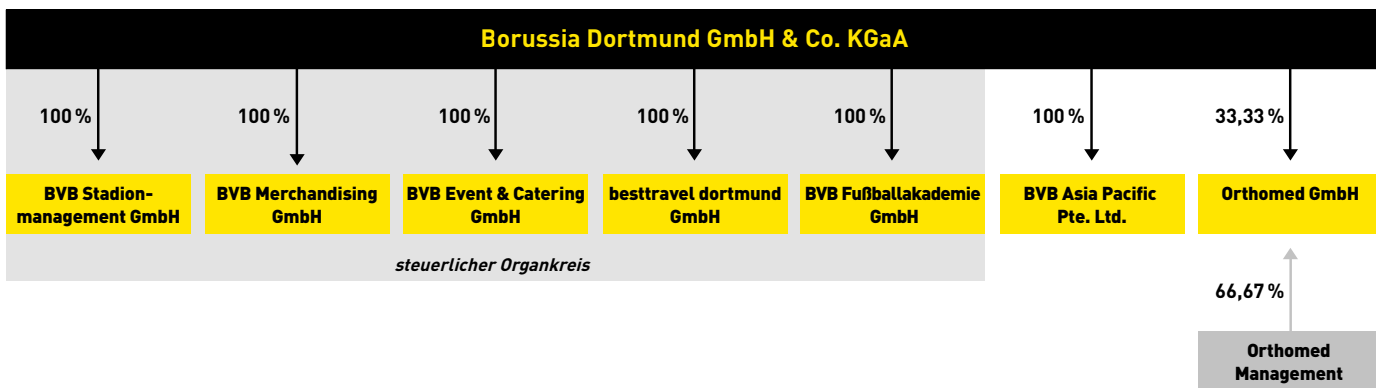 Borussia Dortmund GmbH & Co. KGaA
100 %
100 %
100 %
100 %
100 %
100 %
33,33 %
BVB Stadion-
management GmbH
BVB Merchandising
GmbH
BVB Event & Catering
GmbH
besttravel dortmund
GmbH
BVB Fußballakademie
GmbH
BVB Asia Pacific
Pte. Ltd.
Orthomed GmbH
steuerlicher Organkreis
66,67 %
Orthomed
Management